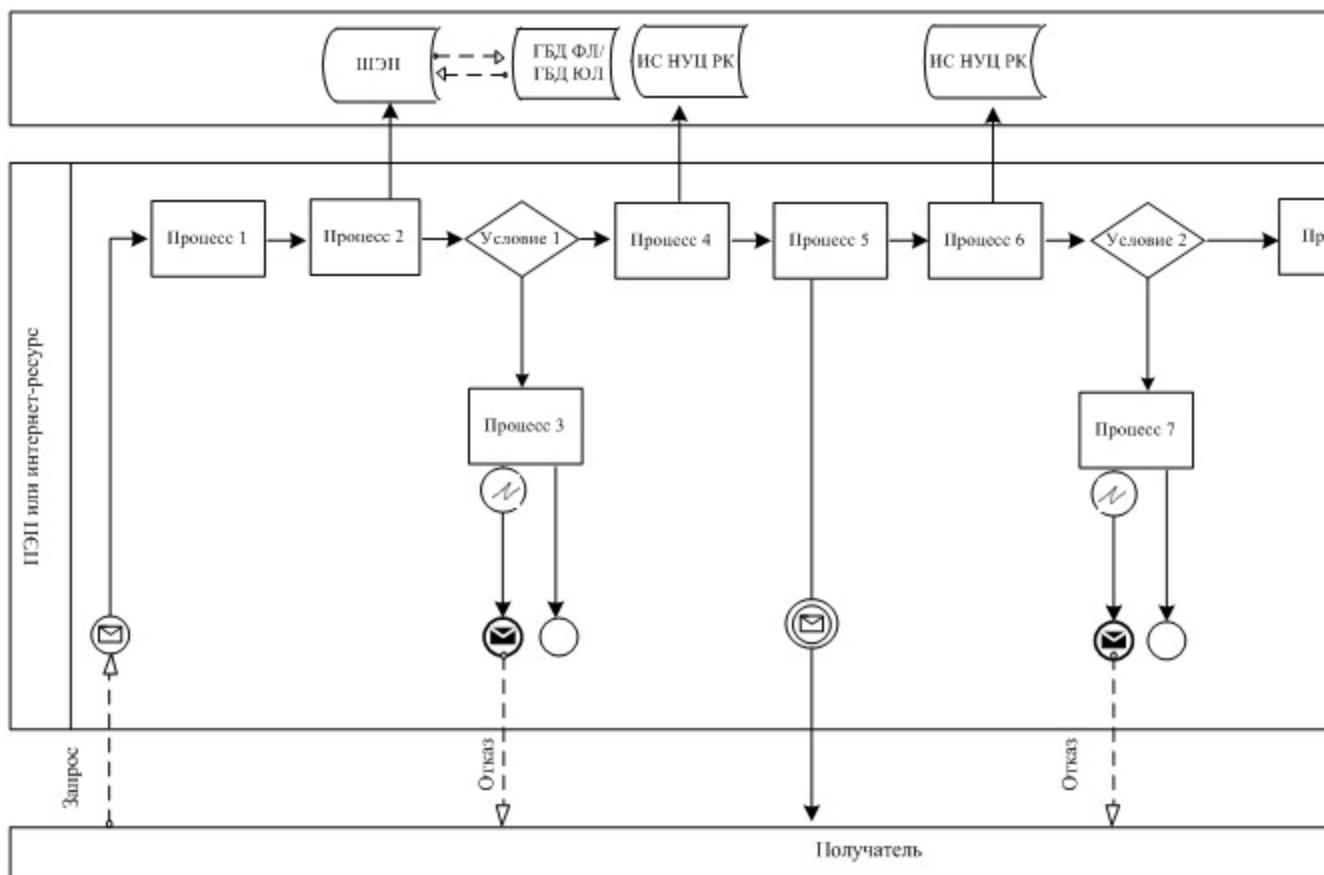 ШЭП
ГБД ФЛ/
ГБД ЮЛ
ИС НУЦ РК
ИС НУЦ РК
ПЭП или интернет-ресурс
Процесс 1
Процесс 2
Условие 1
Процесс 4
Процесс 5
Процесс 6
Условие 2
Пр
Процесс 3
Процесс 7
Запрос
Отказ
Отказ
Получатель